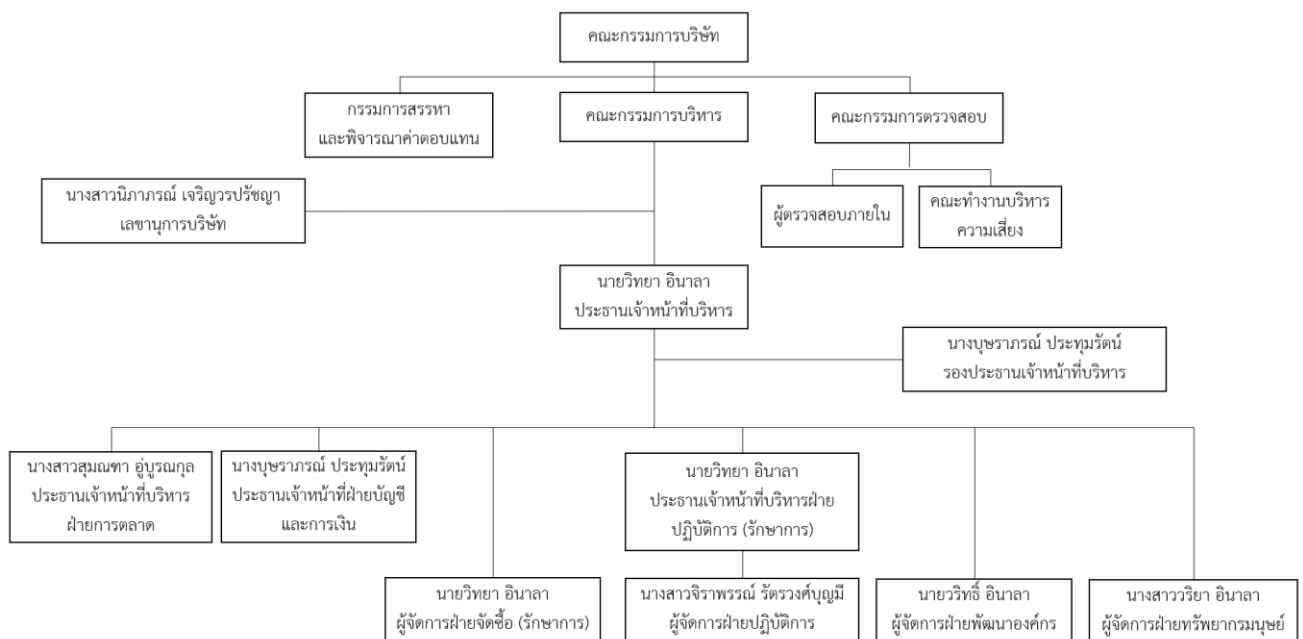 คณะกรรมการบริษัท
กรรมการสรรหา
และพิจารณาค่าตอบแทน
คณะกรรมการบริหาร
คณะกรรมการตรวจสอบ
นางสาวนิภาภรณ์ เจริญวรปรัชญา
เลขานุการบริษัท
ผู้ตรวจสอบภายใน
คณะทำงานบริหาร
ความเสี่ยง
นายวิทยา อินาลา
ประธานเจ้าหน้าที่บริหาร
นางบุษราภรณ์ ประทุมรัตน์
รองประธานเจ้าหน้าที่บริหาร
นางสาวสุมณฑา อู่บูรณกุล
ประธานเจ้าหน้าที่บริหาร
ฝ่ายการตลาด
นางบุษราภรณ์ ประทุมรัตน์
ประธานเจ้าหน้าที่ฝ่ายบัญชี
และการเงิน
นายวิทยา อินาลา
ประธานเจ้าหน้าที่บริหารฝ่าย
ปฏิบัติการ (รักษาการ)
นายวิทยา อินาลา
ผู้จัดการฝ่ายจัดซื้อ (รักษาการ)
นางสาวจิราพรรณ์ รัตรวงศ์บุญมี
ผู้จัดการฝ่ายปฏิบัติการ
นายวริทธิ์ อินาลา
ผู้จัดการฝ่ายพัฒนาองค์กร
นางสาววริยา อินาลา
ผู้จัดการฝ่ายทรัพยากรมนุษย์